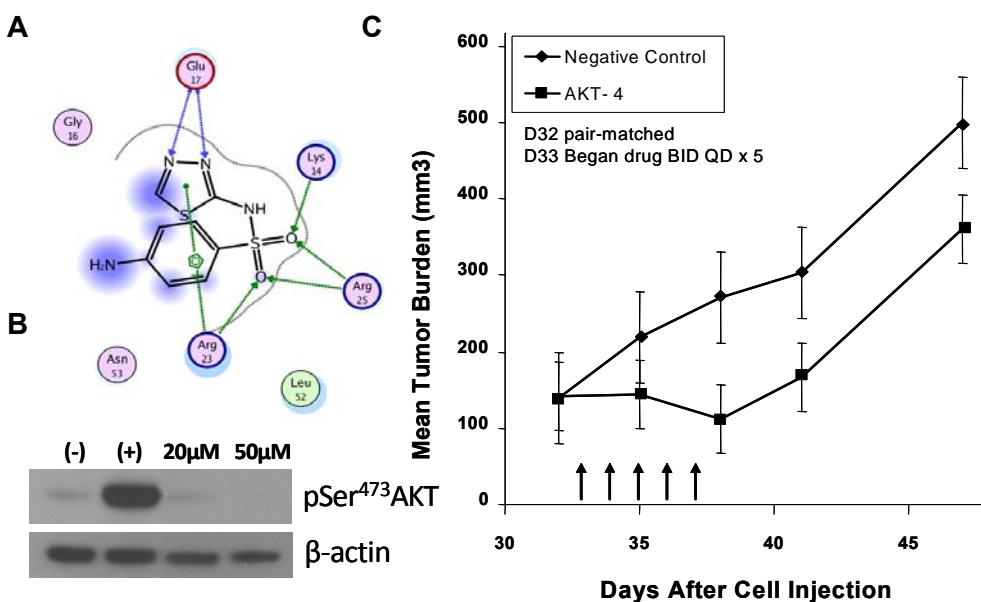 A
Glu
17
Gly
16
Lys
14
N
N
S
NH
S
O
O
H₂N
Arg
25
Arg
23
Asn
53
Leu
52
B
(-) (+) 20µM 50µM
pSer⁴⁷³AKT
β-actin
C
Negative Control
AKT- 4
D32 pair-matched
D33 Began drug BID QD x 5
Mean Tumor Burden (mm3)
600
500
400
300
200
100
0
30 35 40 45
Days After Cell Injection